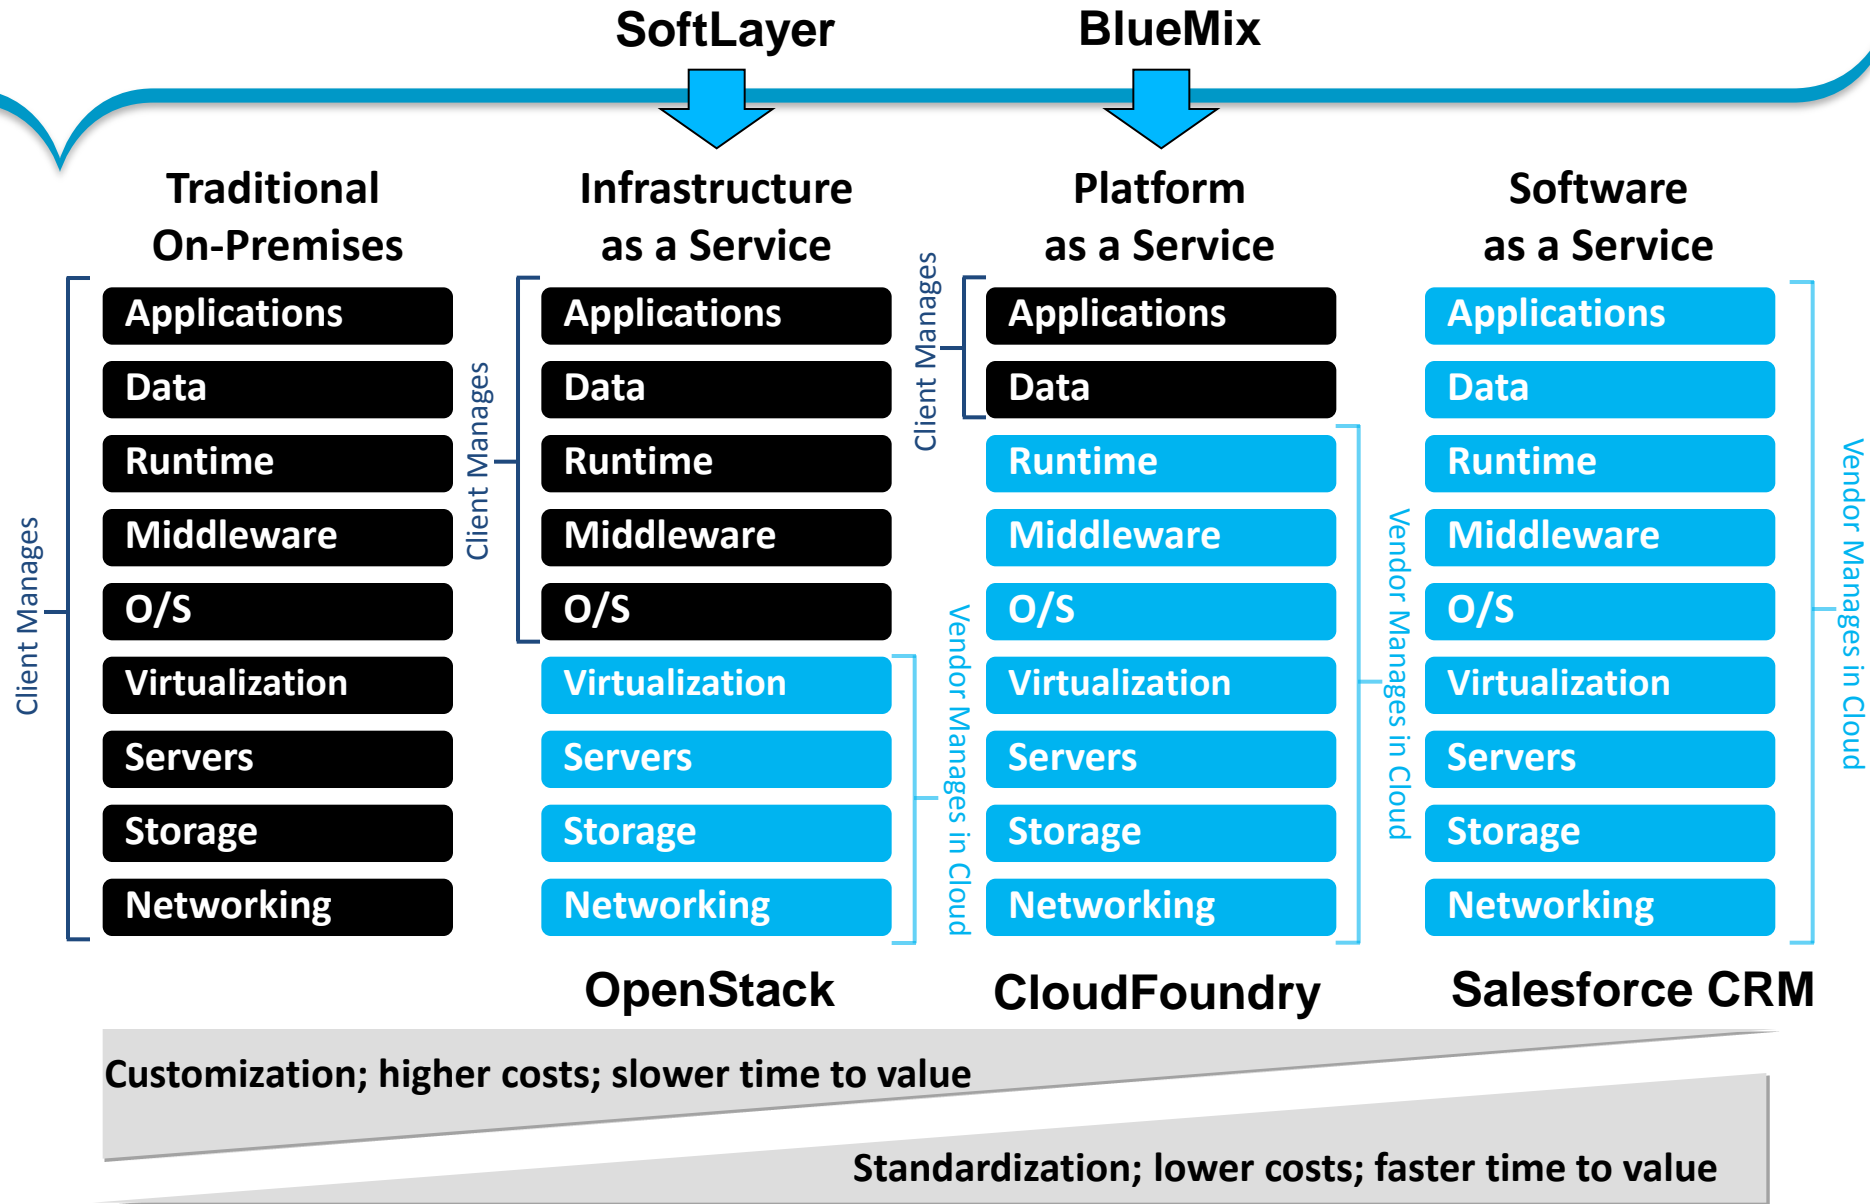 SoftLayer
BlueMix
Traditional
On-Premises
Client Manages
Applications
Data
Runtime
Middleware
O/S
Virtualization
Servers
Storage
Networking
Infrastructure
as a Service
Client Manages
Applications
Data
Runtime
Middleware
O/S
Virtualization
Servers
Storage
Networking
Vendor Manages in Cloud
OpenStack
Platform
as a Service
Client Manages
Applications
Data
Runtime
Middleware
O/S
Virtualization
Servers
Storage
Networking
Vendor Manages in Cloud
CloudFoundry
Software
as a Service
Applications
Data
Runtime
Middleware
O/S
Virtualization
Servers
Storage
Networking
Vendor Manages in Cloud
Salesforce CRM
Customization; higher costs; slower time to value
Standardization; lower costs; faster time to value